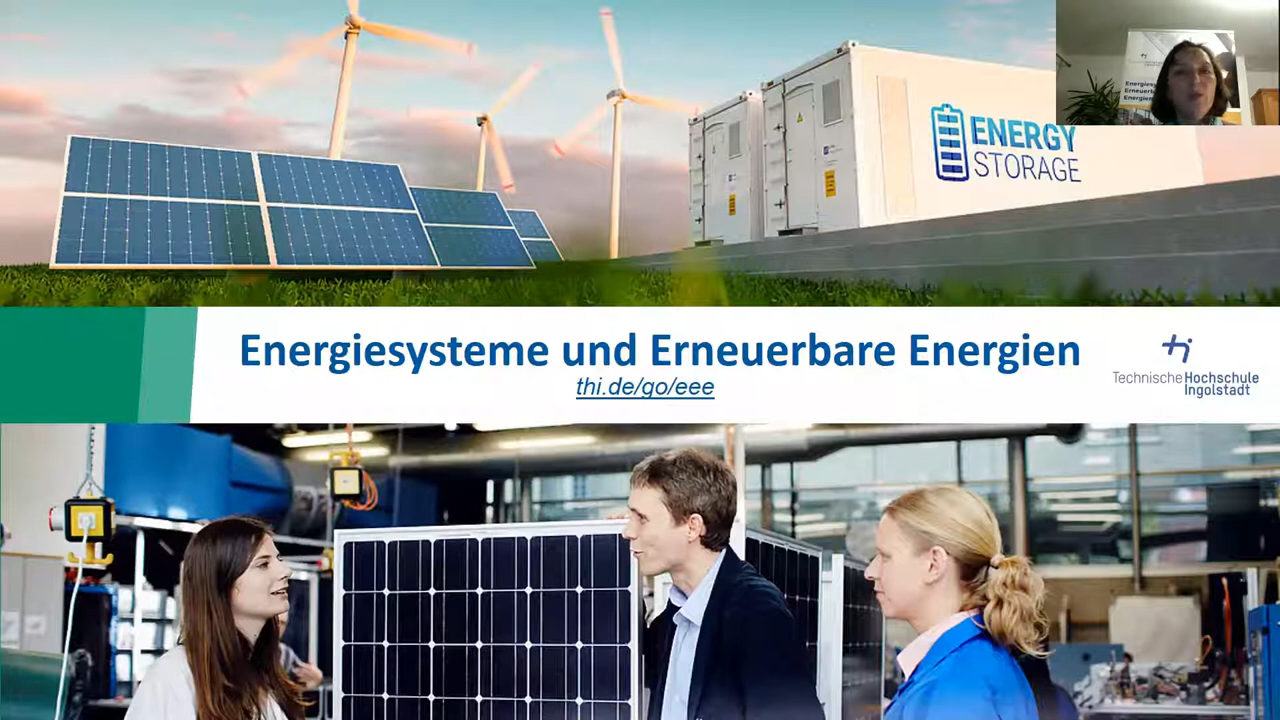 ENERGY
STORAGE
Energiesysteme und Erneuerbare Energien
thi.de/go/eee
Technische Hochschule
Ingolstadt